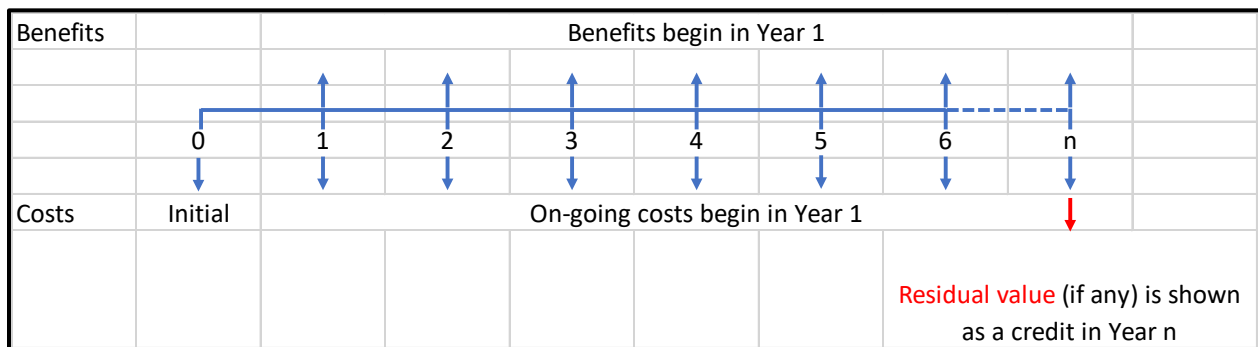 Benefits Benefits begin in Year 1
0 1 2 3 4 5 6 n
Costs Initial On-going costs begin in Year 1
Residual value (if any) is shown
as a credit in Year n